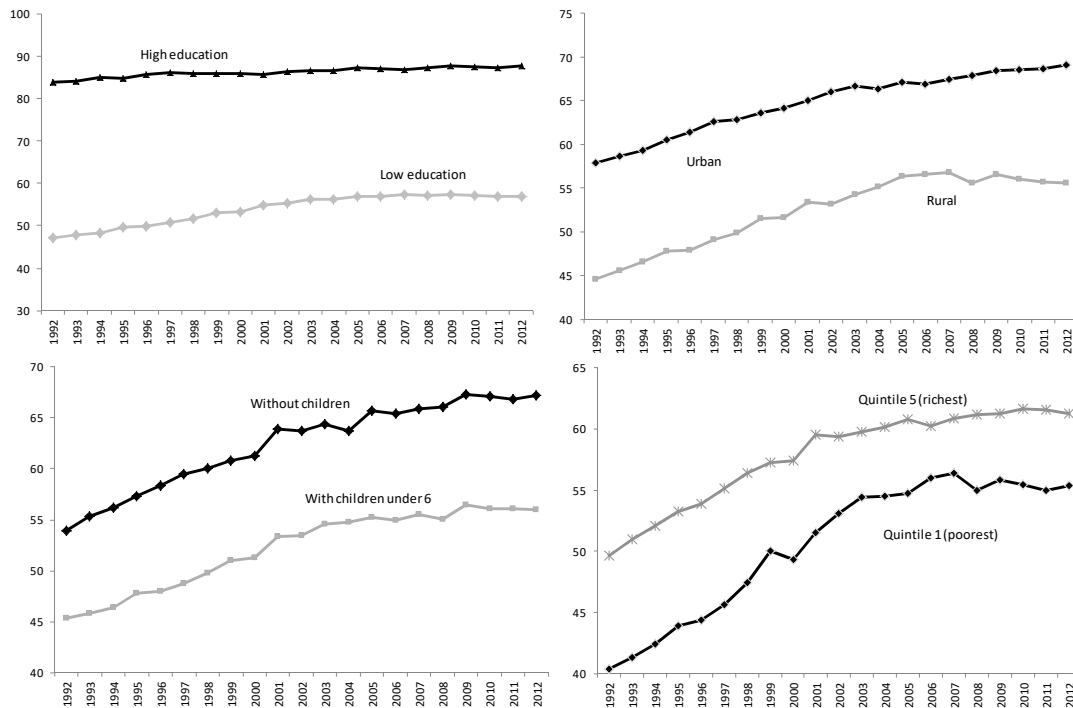 100
90
80
70
60
50
40
30
High education
Low education
1992 1993 1994 1995 1996 1997 1998 1999 2000 2001 2002 2003 2004 2005 2006 2007 2008 2009 2010 2011 2012
75
70
65
60
55
50
45
40
Urban
Rural
1992 1993 1994 1995 1996 1997 1998 1999 2000 2001 2002 2003 2004 2005 2006 2007 2008 2009 2010 2011 2012
70
65
60
55
50
45
40
Without children
With children under 6
1992 1993 1994 1995 1996 1997 1998 1999 2000 2001 2002 2003 2004 2005 2006 2007 2008 2009 2010 2011 2012
65
60
55
50
45
40
Quintile 5 (richest)
Quintile 1 (poorest)
1992 1993 1994 1995 1996 1997 1998 1999 2000 2001 2002 2003 2004 2005 2006 2007 2008 2009 2010 2011 2012